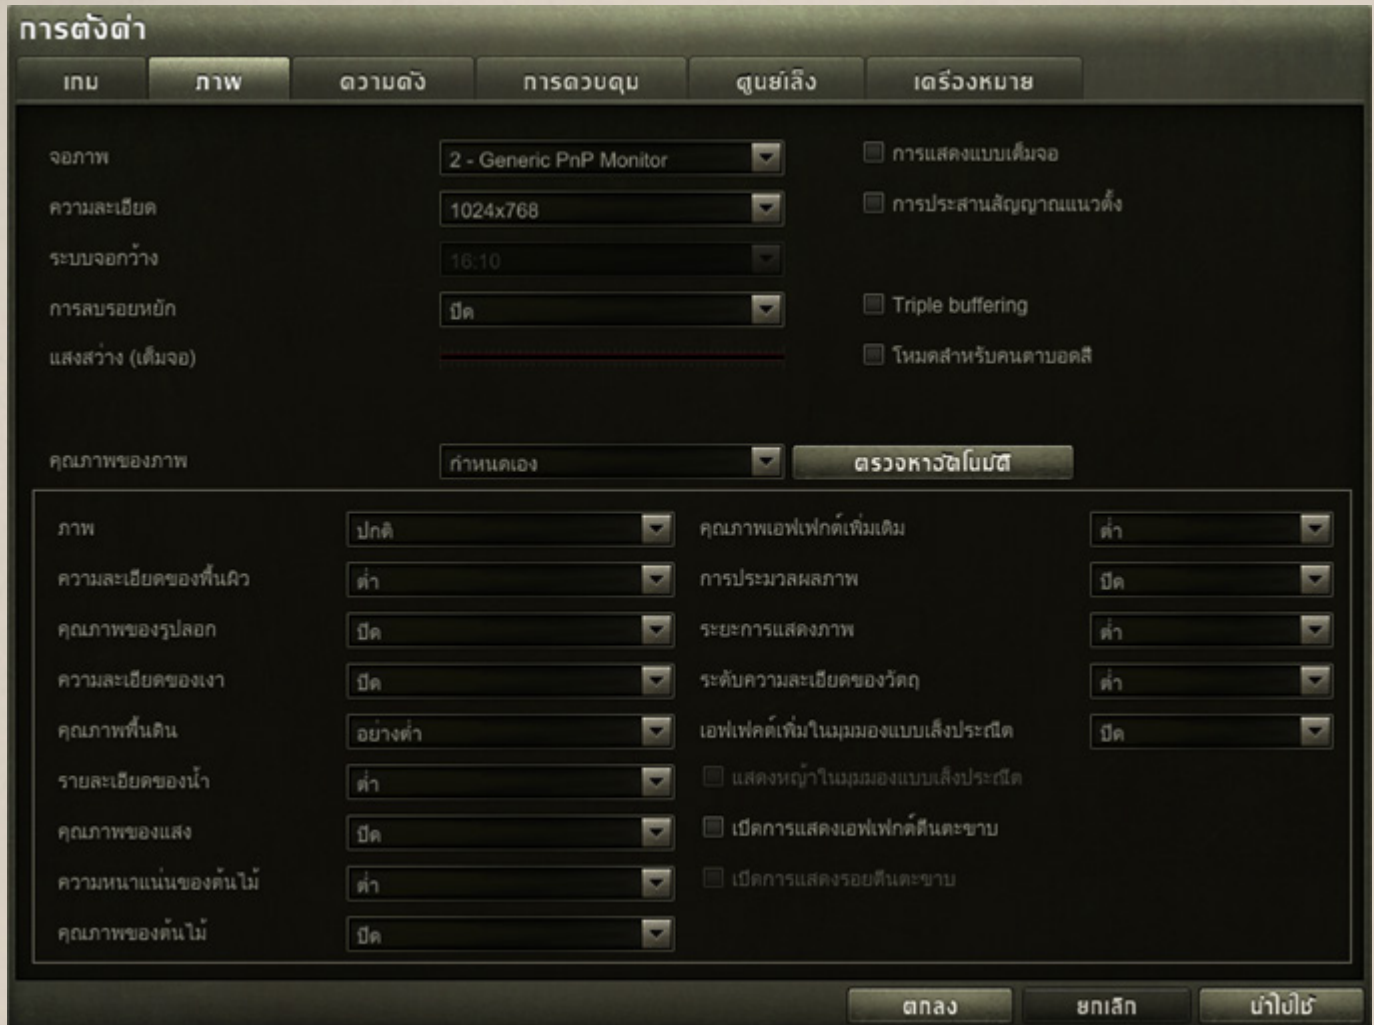 การตั้งค่า
เกม ภาพ ความดัง การควบคุม ศูนย์เล็ง เครื่องหมาย
จอภาพ 2 - Generic PnP Monitor การแสดงแบบเต็มจอ
ความละเอียด 1024x768 การประสานสัญญาณแนวตั้ง
ระบบจอกว้าง 16:10
การลบรอยหยัก ปิด Triple buffering
แสงสว่าง (เต็มจอ) โหมดสำหรับคนตาบอดสี
คุณภาพของภาพ กำหนดเอง ตรวจหาอัตโนมัติ
ภาพ ปกติ คุณภาพเอฟเฟกต์เพิ่มเติม ต่ำ
ความละเอียดของพื้นผิว ต่ำ การประมวลผลภาพ ปิด
คุณภาพของรูปลอก ปิด ระยะการแสดงภาพ ต่ำ
ความละเอียดของเงา ปิด ระดับความละเอียดของวัตถุ ต่ำ
คุณภาพพื้นดิน อย่างต่ำ เอฟเฟคต์เพิ่มในมุมมองแบบเล็งประณีต ปิด
รายละเอียดของน้ำ ต่ำ แสดงหญ้าในมุมมองแบบเล็งประณีต
คุณภาพของแสง ปิด เปิดการแสดงเอฟเฟกต์ตีนตะขาบ
ความหนาแน่นของต้นไม้ ต่ำ เปิดการแสดงรอยตีนตะขาบ
คุณภาพของต้นไม้ ปิด
ตกลง ยกเลิก นำไปใช้